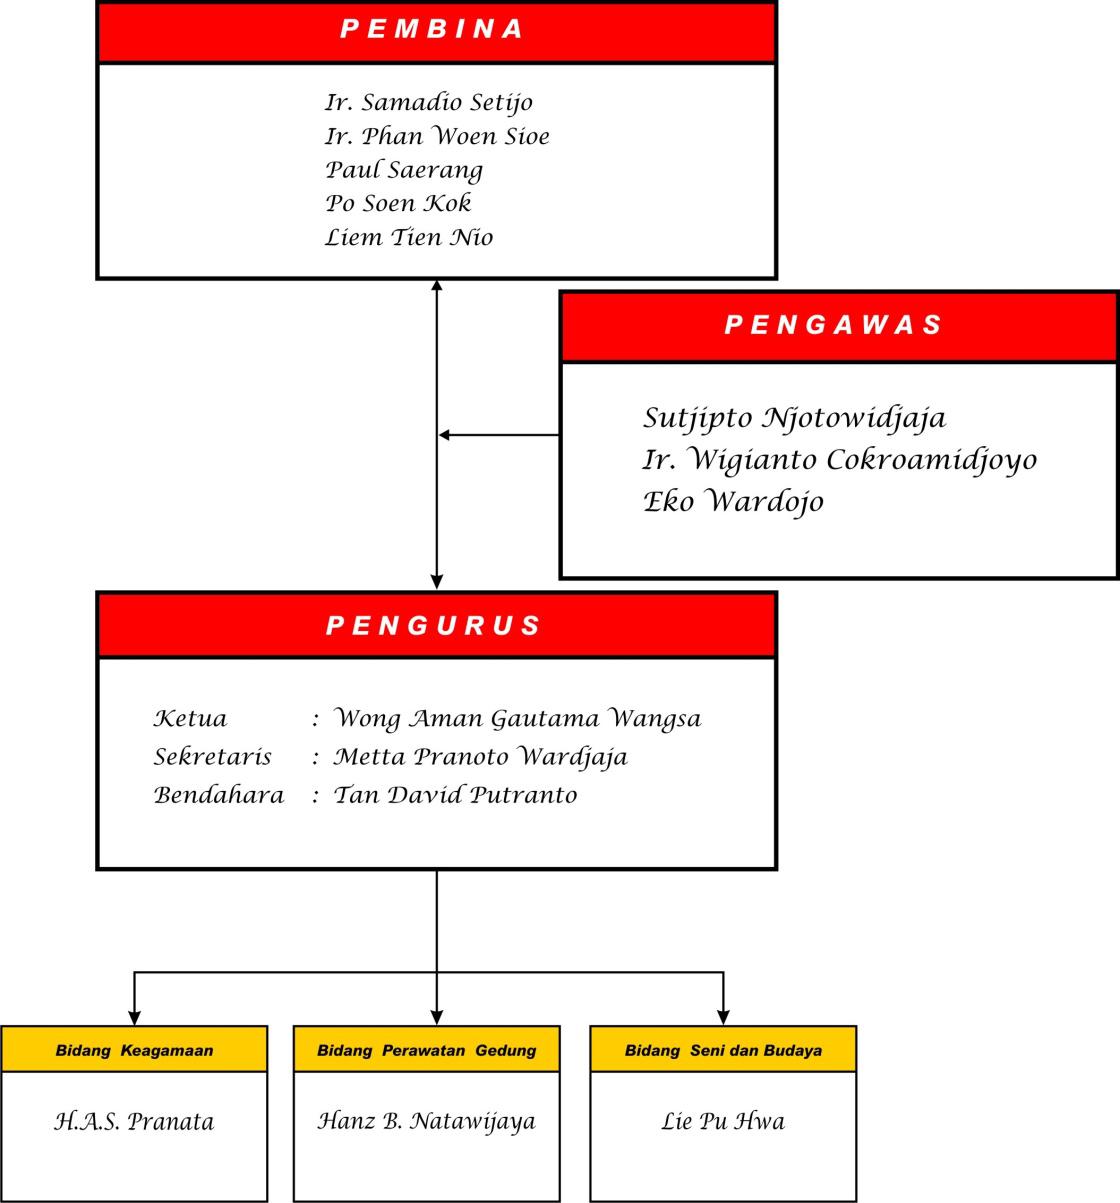 PEMBINA
Ir. Samadio Setijo
Ir. Phan Woen Sioe
Paul Saerang
Po Soen Kok
Liem Tien Nio
PENGAWAS
Sutjipto Njotowidjaja
Ir. Wigianto Cokroamidjoyo
Eko Wardojo
PENGURUS
Ketua : Wong Aman Gautama Wangsa
Sekretaris : Metta Pranoto Wardjaja
Bendahara : Tan David Putranto
Bidang Keagamaan
H.A.S. Pranata
Bidang Perawatan Gedung
Hanz B. Natawijaya
Bidang Seni dan Budaya
Lie Pu Hwa